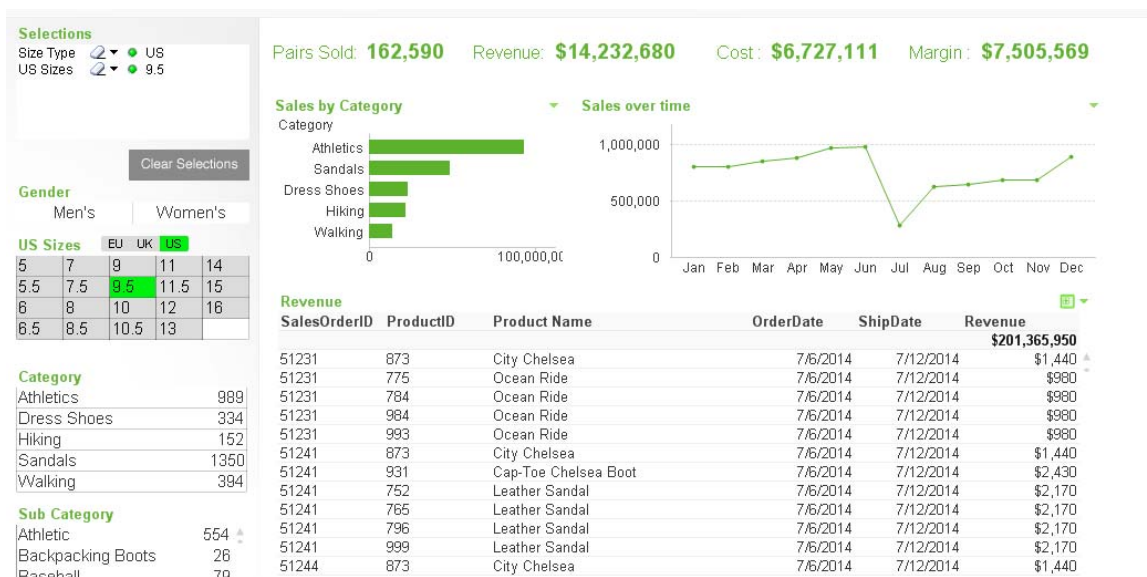 Selections
Size Type US
US Sizes 9.5
Clear Selections
Gender
Men's Women's
US Sizes EU UK US
5 7 9 11 14
5.5 7.5 9.5 11.5 15
6 8 10 12 16
6.5 8.5 10.5 13
Category
Athletics 989
Dress Shoes 334
Hiking 152
Sandals 1350
Walking 394
Sub Category
Athletic 554
Backpacking Boots 26
Baseball 79
Pairs Sold: 162,590 Revenue: $14,232,680 Cost : $6,727,111 Margin : $7,505,569
Sales by Category
Category
Athletics
Sandals
Dress Shoes
Hiking
Walking
0 100,000,00
Sales over time
1,000,000
500,000
0
Jan Feb Mar Apr May Jun Jul Aug Sep Oct Nov Dec
Revenue
SalesOrderID ProductID Product Name OrderDate ShipDate Revenue
$201,365,950
51231 873 City Chelsea 7/6/2014 7/12/2014 $1,440
51231 775 Ocean Ride 7/6/2014 7/12/2014 $980
51231 784 Ocean Ride 7/6/2014 7/12/2014 $980
51231 984 Ocean Ride 7/6/2014 7/12/2014 $980
51231 993 Ocean Ride 7/6/2014 7/12/2014 $980
51241 873 City Chelsea 7/6/2014 7/12/2014 $1,440
51241 931 Cap-Toe Chelsea Boot 7/6/2014 7/12/2014 $2,430
51241 752 Leather Sandal 7/6/2014 7/12/2014 $2,170
51241 765 Leather Sandal 7/6/2014 7/12/2014 $2,170
51241 796 Leather Sandal 7/6/2014 7/12/2014 $2,170
51241 999 Leather Sandal 7/6/2014 7/12/2014 $2,170
51244 873 City Chelsea 7/6/2014 7/12/2014 $1,440